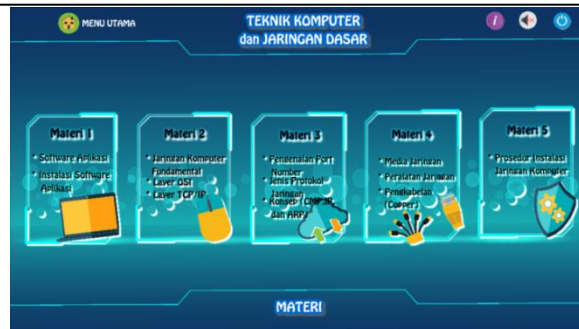 MENU UTAMA
TEKNIK KOMPUTER
dan JARINGAN DASAR
i
Materi 1
* Software Aplikasi
* Instalasi Software
Aplikasi
Materi 2
* Jaringan Komputer
Fundamental
* Layer OSI
* Layer TCP/IP
Materi 3
* Pengenalan Port
Number
* Jenis Protokol
Jaringan
* Konsep ICMP,IP
dan ARP
Materi 4
* Media Jaringan
* Peralatan Jaringan
* Pengkabelan
(Copper)
Materi 5
* Prosedur Instalasi
Jaringan Komputer
MATERI